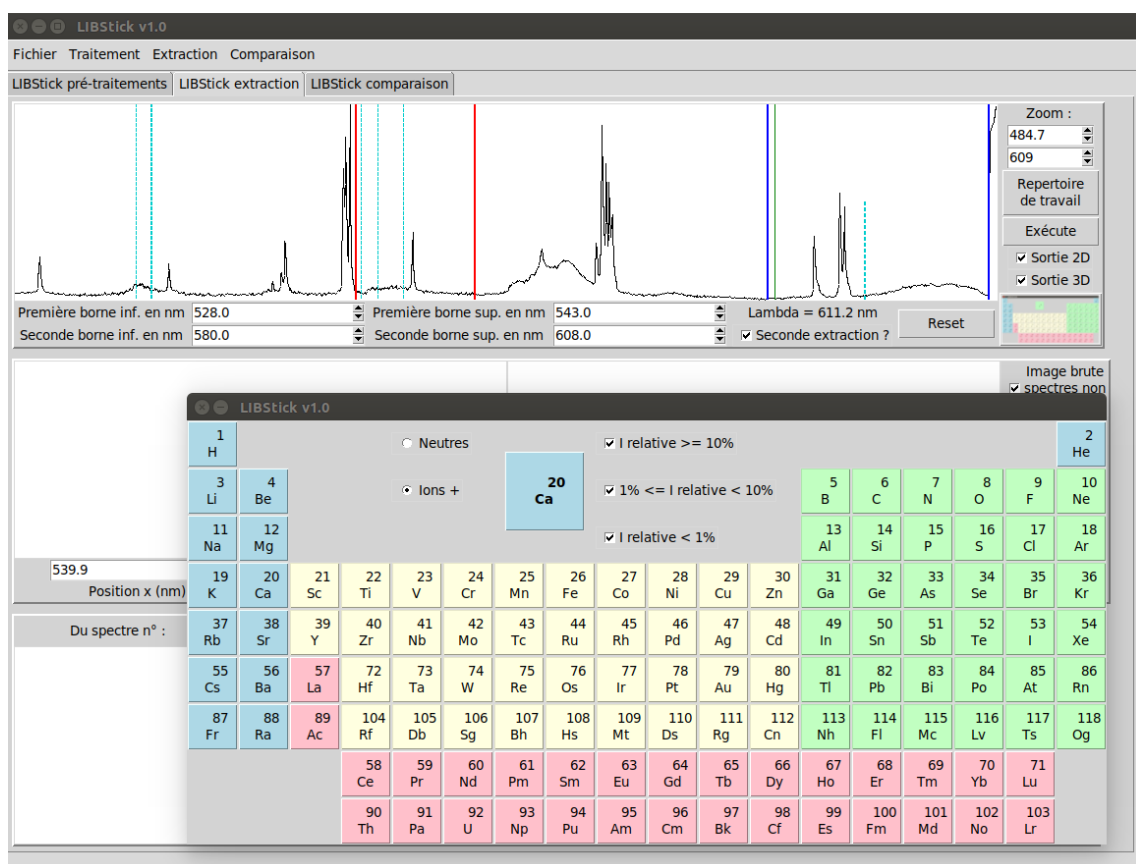 LIBStick v1.0
Fichier Traitement Extraction Comparaison
LIBStick pré-traitements LIBStick extraction LIBStick comparaison
Zoom :
484.7
609
Repertoire
de travail
Exécute
Sortie 2D
Sortie 3D
Première borne inf. en nm 528.0 Première borne sup. en nm 543.0 Lambda = 611.2 nm
Seconde borne inf. en nm 580.0 Seconde borne sup. en nm 608.0 Seconde extraction ? Reset
Image brute
spectres non
539.9
Position x (nm)
Du spectre n° :
LIBStick v1.0
Neutres I relative >= 10%
Ions + 20 1% <= I relative < 10%
Ca
I relative < 1%
1 2
H He
3 4 5 6 7 8 9 10
Li Be B C N O F Ne
11 12 13 14 15 16 17 18
Na Mg Al Si P S Cl Ar
19 20 21 22 23 24 25 26 27 28 29 30 31 32 33 34 35 36
K Ca Sc Ti V Cr Mn Fe Co Ni Cu Zn Ga Ge As Se Br Kr
37 38 39 40 41 42 43 44 45 46 47 48 49 50 51 52 53 54
Rb Sr Y Zr Nb Mo Tc Ru Rh Pd Ag Cd In Sn Sb Te I Xe
55 56 57 72 73 74 75 76 77 78 79 80 81 82 83 84 85 86
Cs Ba La Hf Ta W Re Os Ir Pt Au Hg Tl Pb Bi Po At Rn
87 88 89 104 105 106 107 108 109 110 111 112 113 114 115 116 117 118
Fr Ra Ac Rf Db Sg Bh Hs Mt Ds Rg Cn Nh Fl Mc Lv Ts Og
58 59 60 61 62 63 64 65 66 67 68 69 70 71
Ce Pr Nd Pm Sm Eu Gd Tb Dy Ho Er Tm Yb Lu
90 91 92 93 94 95 96 97 98 99 100 101 102 103
Th Pa U Np Pu Am Cm Bk Cf Es Fm Md No Lr